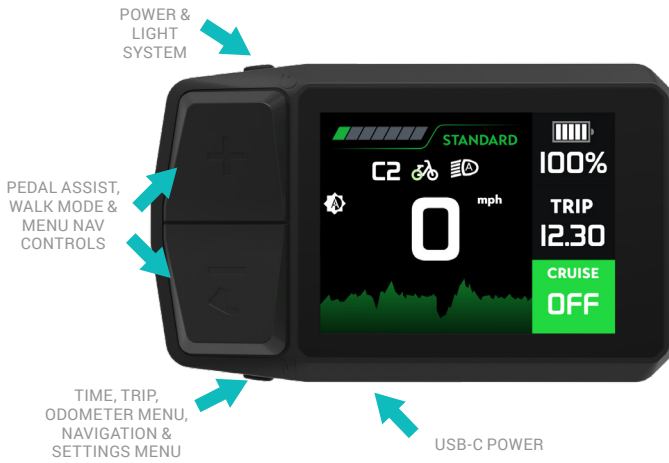 POWER &
LIGHT
SYSTEM
STANDARD
C2
A
100%
PEDAL ASSIST,
WALK MODE &
MENU NAV
CONTROLS
A
0
mph
TRIP
12.30
CRUISE
OFF
TIME, TRIP,
ODOMETER MENU,
NAVIGATION &
SETTINGS MENU
USB-C POWER